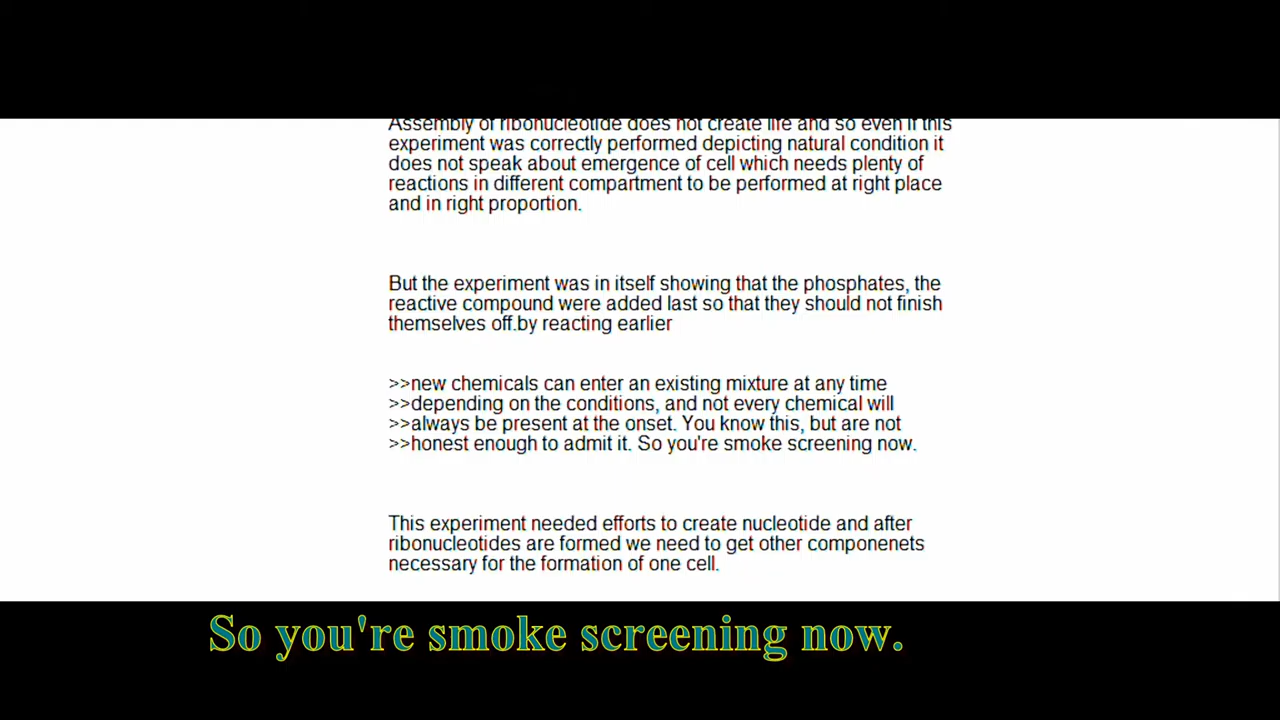 Assembly of ribonucleotide does not create life and so even if this
experiment was correctly performed depicting natural condition it
does not speak about emergence of cell which needs plenty of
reactions in different compartment to be performed at right place
and in right proportion.
But the experiment was in itself showing that the phosphates, the
reactive compound were added last so that they should not finish
themselves off.by reacting earlier
>>new chemicals can enter an existing mixture at any time
>>depending on the conditions, and not every chemical will
>>always be present at the onset. You know this, but are not
>>honest enough to admit it. So you're smoke screening now.
This experiment needed efforts to create nucleotide and after
ribonucleotides are formed we need to get other componenets
necessary for the formation of one cell.
So you're smoke screening now.